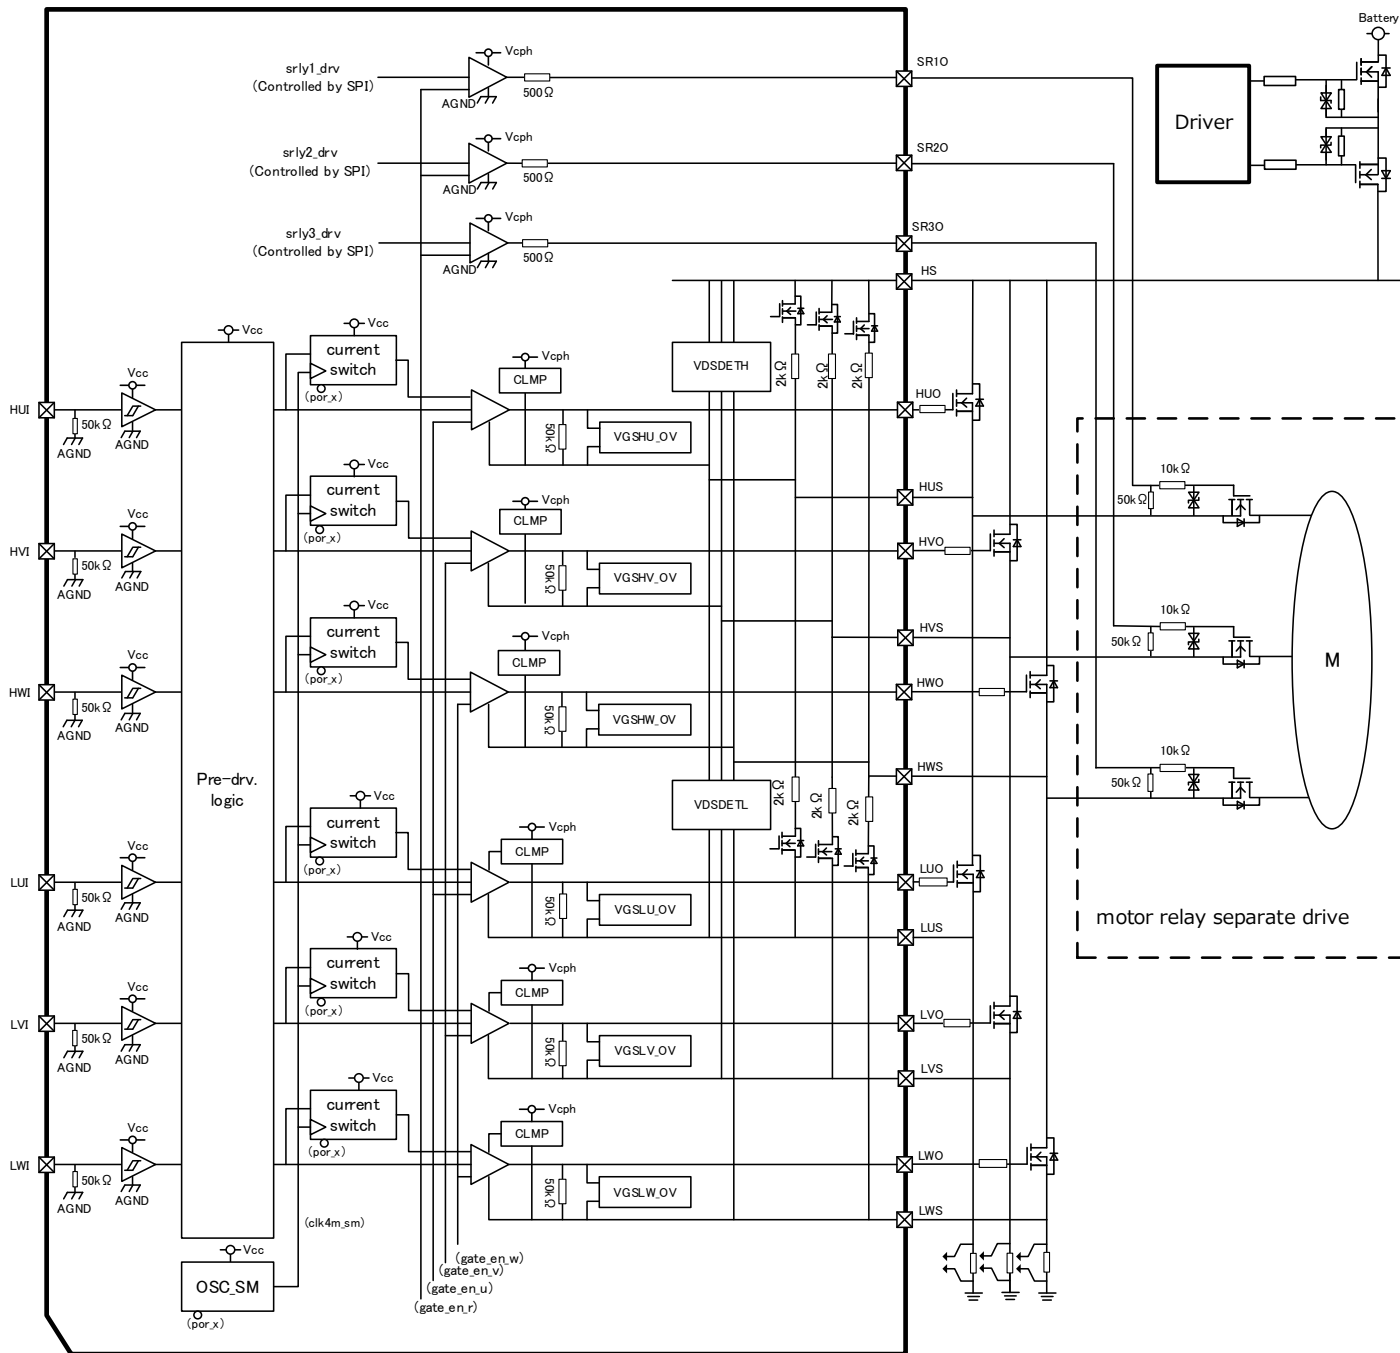 Battery
Vcph
srly1_drv
(Controlled by SPI)
AGND
500Ω
SR1O
Driver
Vcph
srly2_drv
(Controlled by SPI)
AGND
500Ω
SR2O
Vcph
srly3_drv
(Controlled by SPI)
AGND
500Ω
SR3O
HS
Vcc
Vcc
current
switch
(por_x)
Vcph
CLMP
VDSDETH
2kΩ
2kΩ
2kΩ
Vcc
HUI
50kΩ
AGND
AGND
50kΩ
VGSHU_OV
HUO
HUS
Vcc
current
switch
(por_x)
Vcph
CLMP
10kΩ
50kΩ
Vcc
HVI
50kΩ
AGND
AGND
50kΩ
VGSHV_OV
HVO
HVS
Vcc
current
switch
(por_x)
Vcph
CLMP
10kΩ
50kΩ
M
Vcc
HWI
50kΩ
AGND
AGND
50kΩ
VGSHW_OV
HWO
HWS
10kΩ
50kΩ
Pre-drv.
logic
VDSDETL
2kΩ
2kΩ
2kΩ
Vcc
current
switch
(por_x)
Vcph
CLMP
Vcc
LUI
50kΩ
AGND
AGND
50kΩ
VGSLU_OV
LUO
LUS
motor relay separate drive
Vcc
current
switch
(por_x)
Vcph
CLMP
Vcc
LVI
50kΩ
AGND
AGND
50kΩ
VGSLV_OV
LVO
LVS
Vcc
current
switch
(por_x)
Vcph
CLMP
Vcc
LWI
50kΩ
AGND
AGND
50kΩ
VGSLW_OV
LWO
LWS
(clk4m_sm)
Vcc
OSC_SM
(por_x)
(gate_en_w)
(gate_en_v)
(gate_en_u)
(gate_en_r)